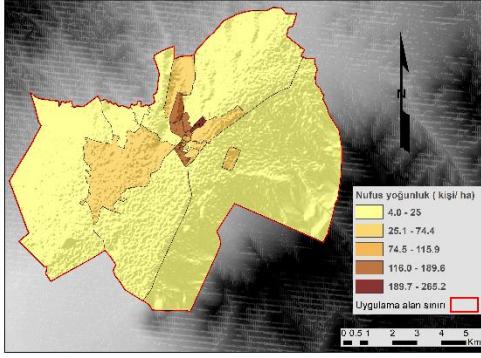 N
Nufus yoğunluk ( kişi/ ha)
4.0 - 25
25.1 - 74.4
74.5 - 115.9
116.0 - 189.6
189.7 - 265.2
Uygulama alan sınırı
0 0.5 1 2 3 4 5
Km